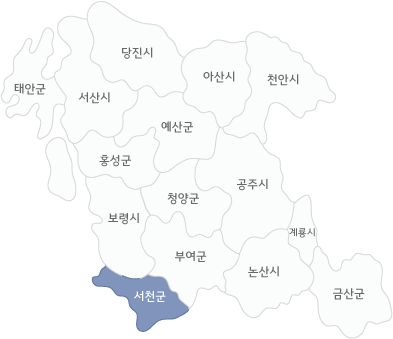 당진시
아산시
천안시
태안군
서산시
예산군
홍성군
공주시
청양군
보령시
계룡시
부여군
논산시
서천군
금산군